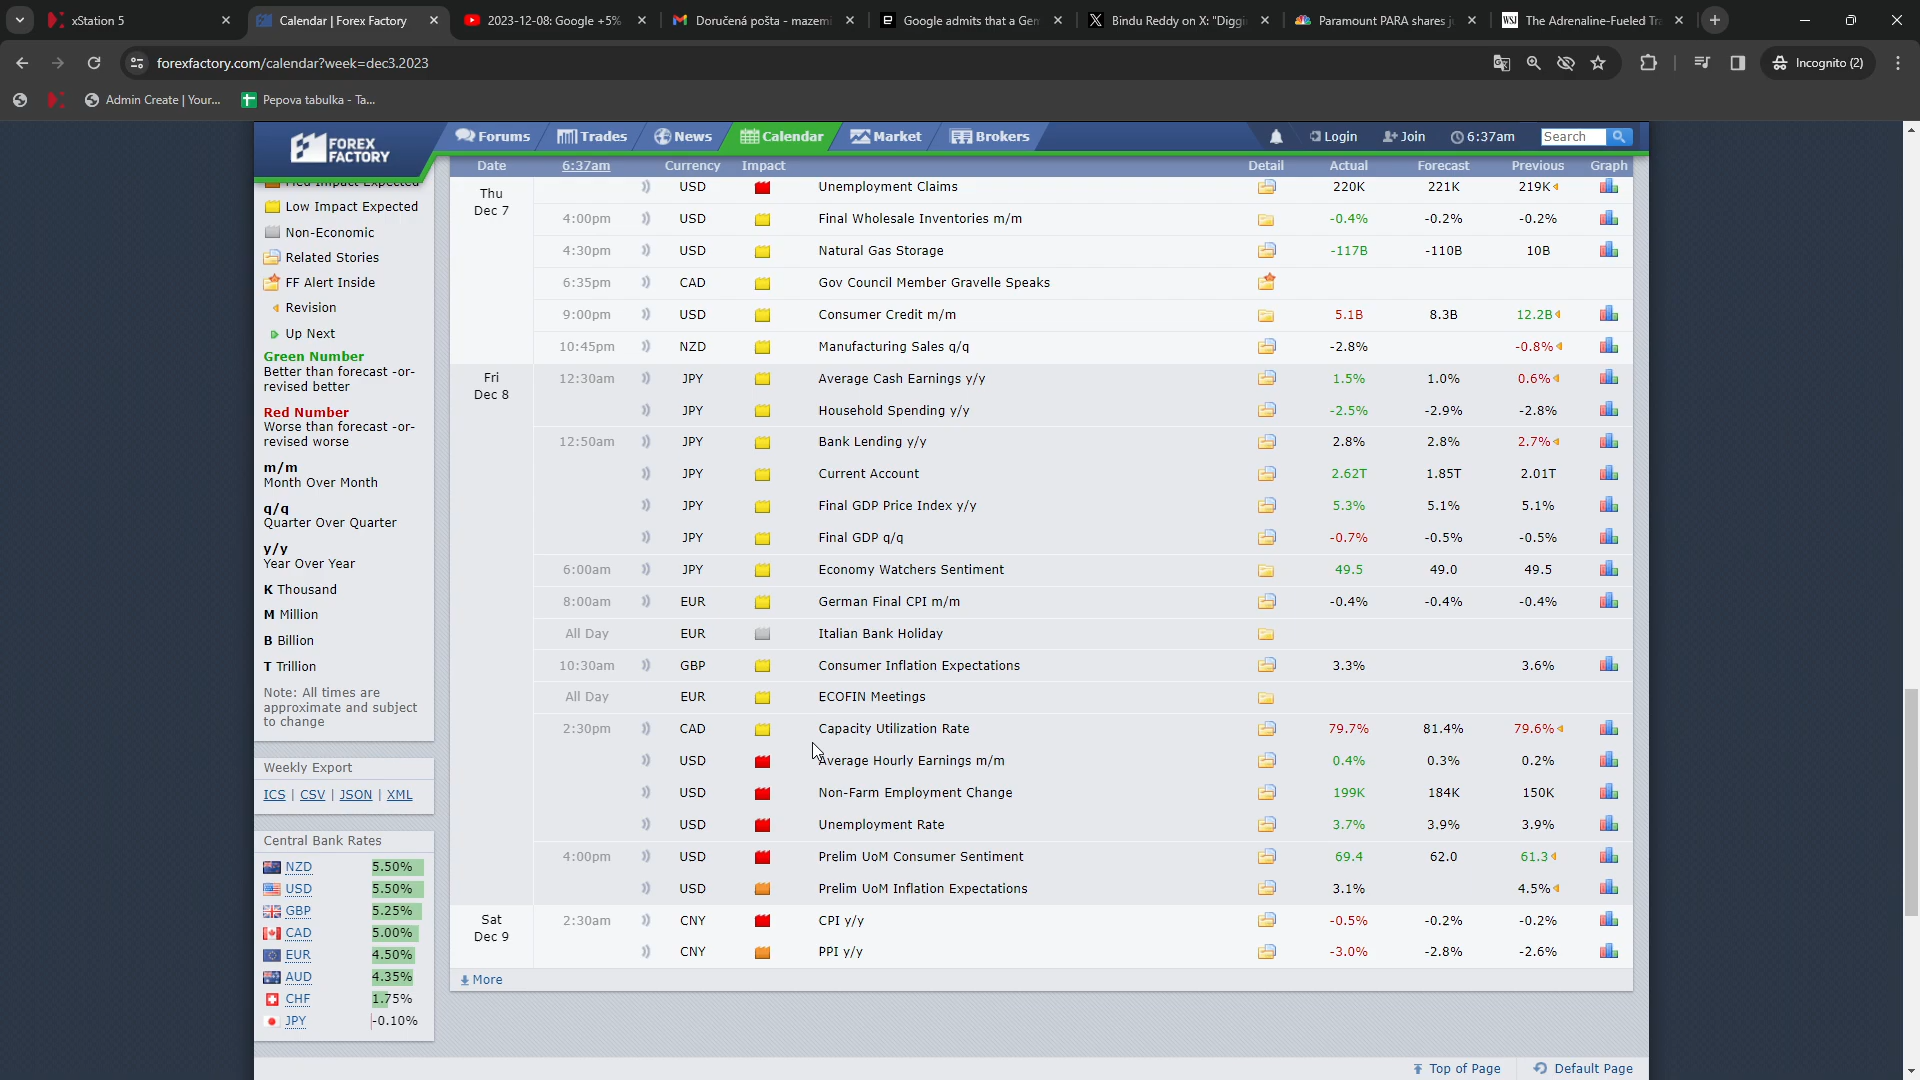 xStation 5
Calendar | Forex Factory
2023-12-08: Google +5%
Doručená pošta - mazemi
Google admits that a Gem
Bindu Reddy on X: "Diggi
Paramount PARA shares j
WSJ The Adrenaline-Fueled Tra
forexfactory.com/calendar?week=dec3.2023
Incognito (2)
Admin Create | Your...
Pepova tabulka - Ta...
FOREX
FACTORY
Forums
Trades
News
Calendar
Market
Brokers
Login
Join
6:37am
Search
Date 6:37am Currency Impact Detail Actual Forecast Previous Graph
Med Impact Expected
Low Impact Expected
Non-Economic
Related Stories
FF Alert Inside
Revision
Up Next
Green Number
Better than forecast -or-
revised better
Red Number
Worse than forecast -or-
revised worse
m/m
Month Over Month
q/q
Quarter Over Quarter
y/y
Year Over Year
K Thousand
M Million
B Billion
T Trillion
Note: All times are
approximate and subject
to change
Weekly Export
ICS | CSV | JSON | XML
Central Bank Rates
NZD 5.50%
USD 5.50%
GBP 5.25%
CAD 5.00%
EUR 4.50%
AUD 4.35%
CHF 1.75%
JPY -0.10%
Thu
Dec 7
USD Unemployment Claims 220K 221K 219K
4:00pm USD Final Wholesale Inventories m/m -0.4% -0.2% -0.2%
4:30pm USD Natural Gas Storage -117B -110B 10B
6:35pm CAD Gov Council Member Gravelle Speaks
9:00pm USD Consumer Credit m/m 5.1B 8.3B 12.2B
10:45pm NZD Manufacturing Sales q/q -2.8% -0.8%
Fri
Dec 8
12:30am JPY Average Cash Earnings y/y 1.5% 1.0% 0.6%
JPY Household Spending y/y -2.5% -2.9% -2.8%
12:50am JPY Bank Lending y/y 2.8% 2.8% 2.7%
JPY Current Account 2.62T 1.85T 2.01T
JPY Final GDP Price Index y/y 5.3% 5.1% 5.1%
JPY Final GDP q/q -0.7% -0.5% -0.5%
6:00am JPY Economy Watchers Sentiment 49.5 49.0 49.5
8:00am EUR German Final CPI m/m -0.4% -0.4% -0.4%
All Day EUR Italian Bank Holiday
10:30am GBP Consumer Inflation Expectations 3.3% 3.6%
All Day EUR ECOFIN Meetings
2:30pm CAD Capacity Utilization Rate 79.7% 81.4% 79.6%
USD Average Hourly Earnings m/m 0.4% 0.3% 0.2%
USD Non-Farm Employment Change 199K 184K 150K
USD Unemployment Rate 3.7% 3.9% 3.9%
4:00pm USD Prelim UoM Consumer Sentiment 69.4 62.0 61.3
USD Prelim UoM Inflation Expectations 3.1% 4.5%
Sat
Dec 9
2:30am CNY CPI y/y -0.5% -0.2% -0.2%
CNY PPI y/y -3.0% -2.8% -2.6%
More
Top of Page
Default Page